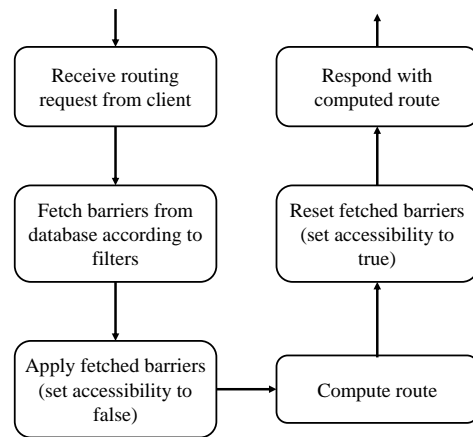 Receive routing
request from client
Fetch barriers from
database according to
filters
Apply fetched barriers
(set accessibility to
false)
Compute route
Reset fetched barriers
(set accessibility to
true)
Respond with
computed route